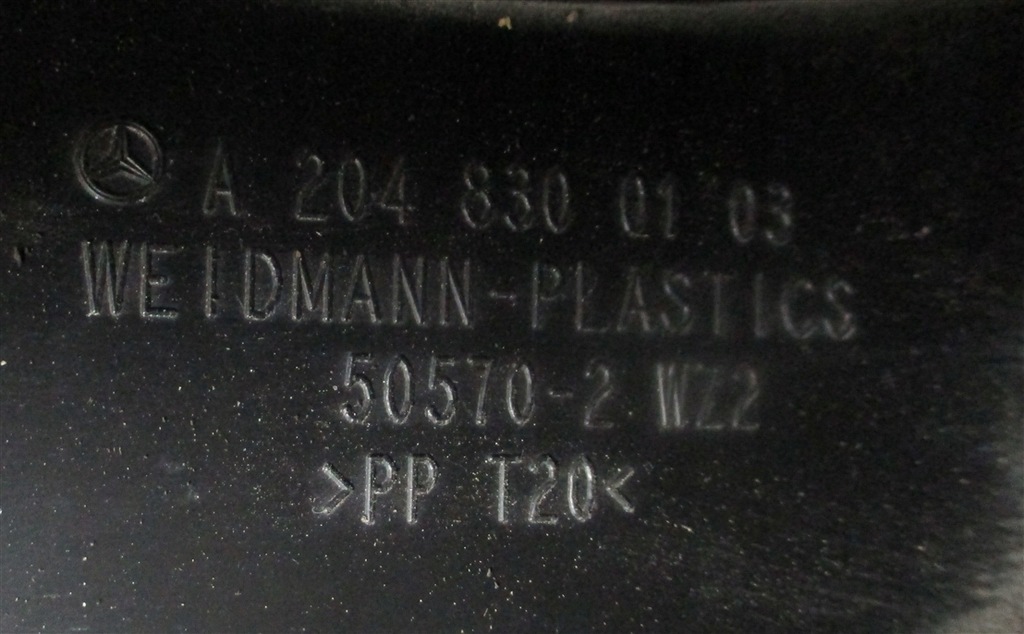 A 204 830 01 03
WEIDMANN-PLASTICS
50570-2 WZ2
>PP T20<